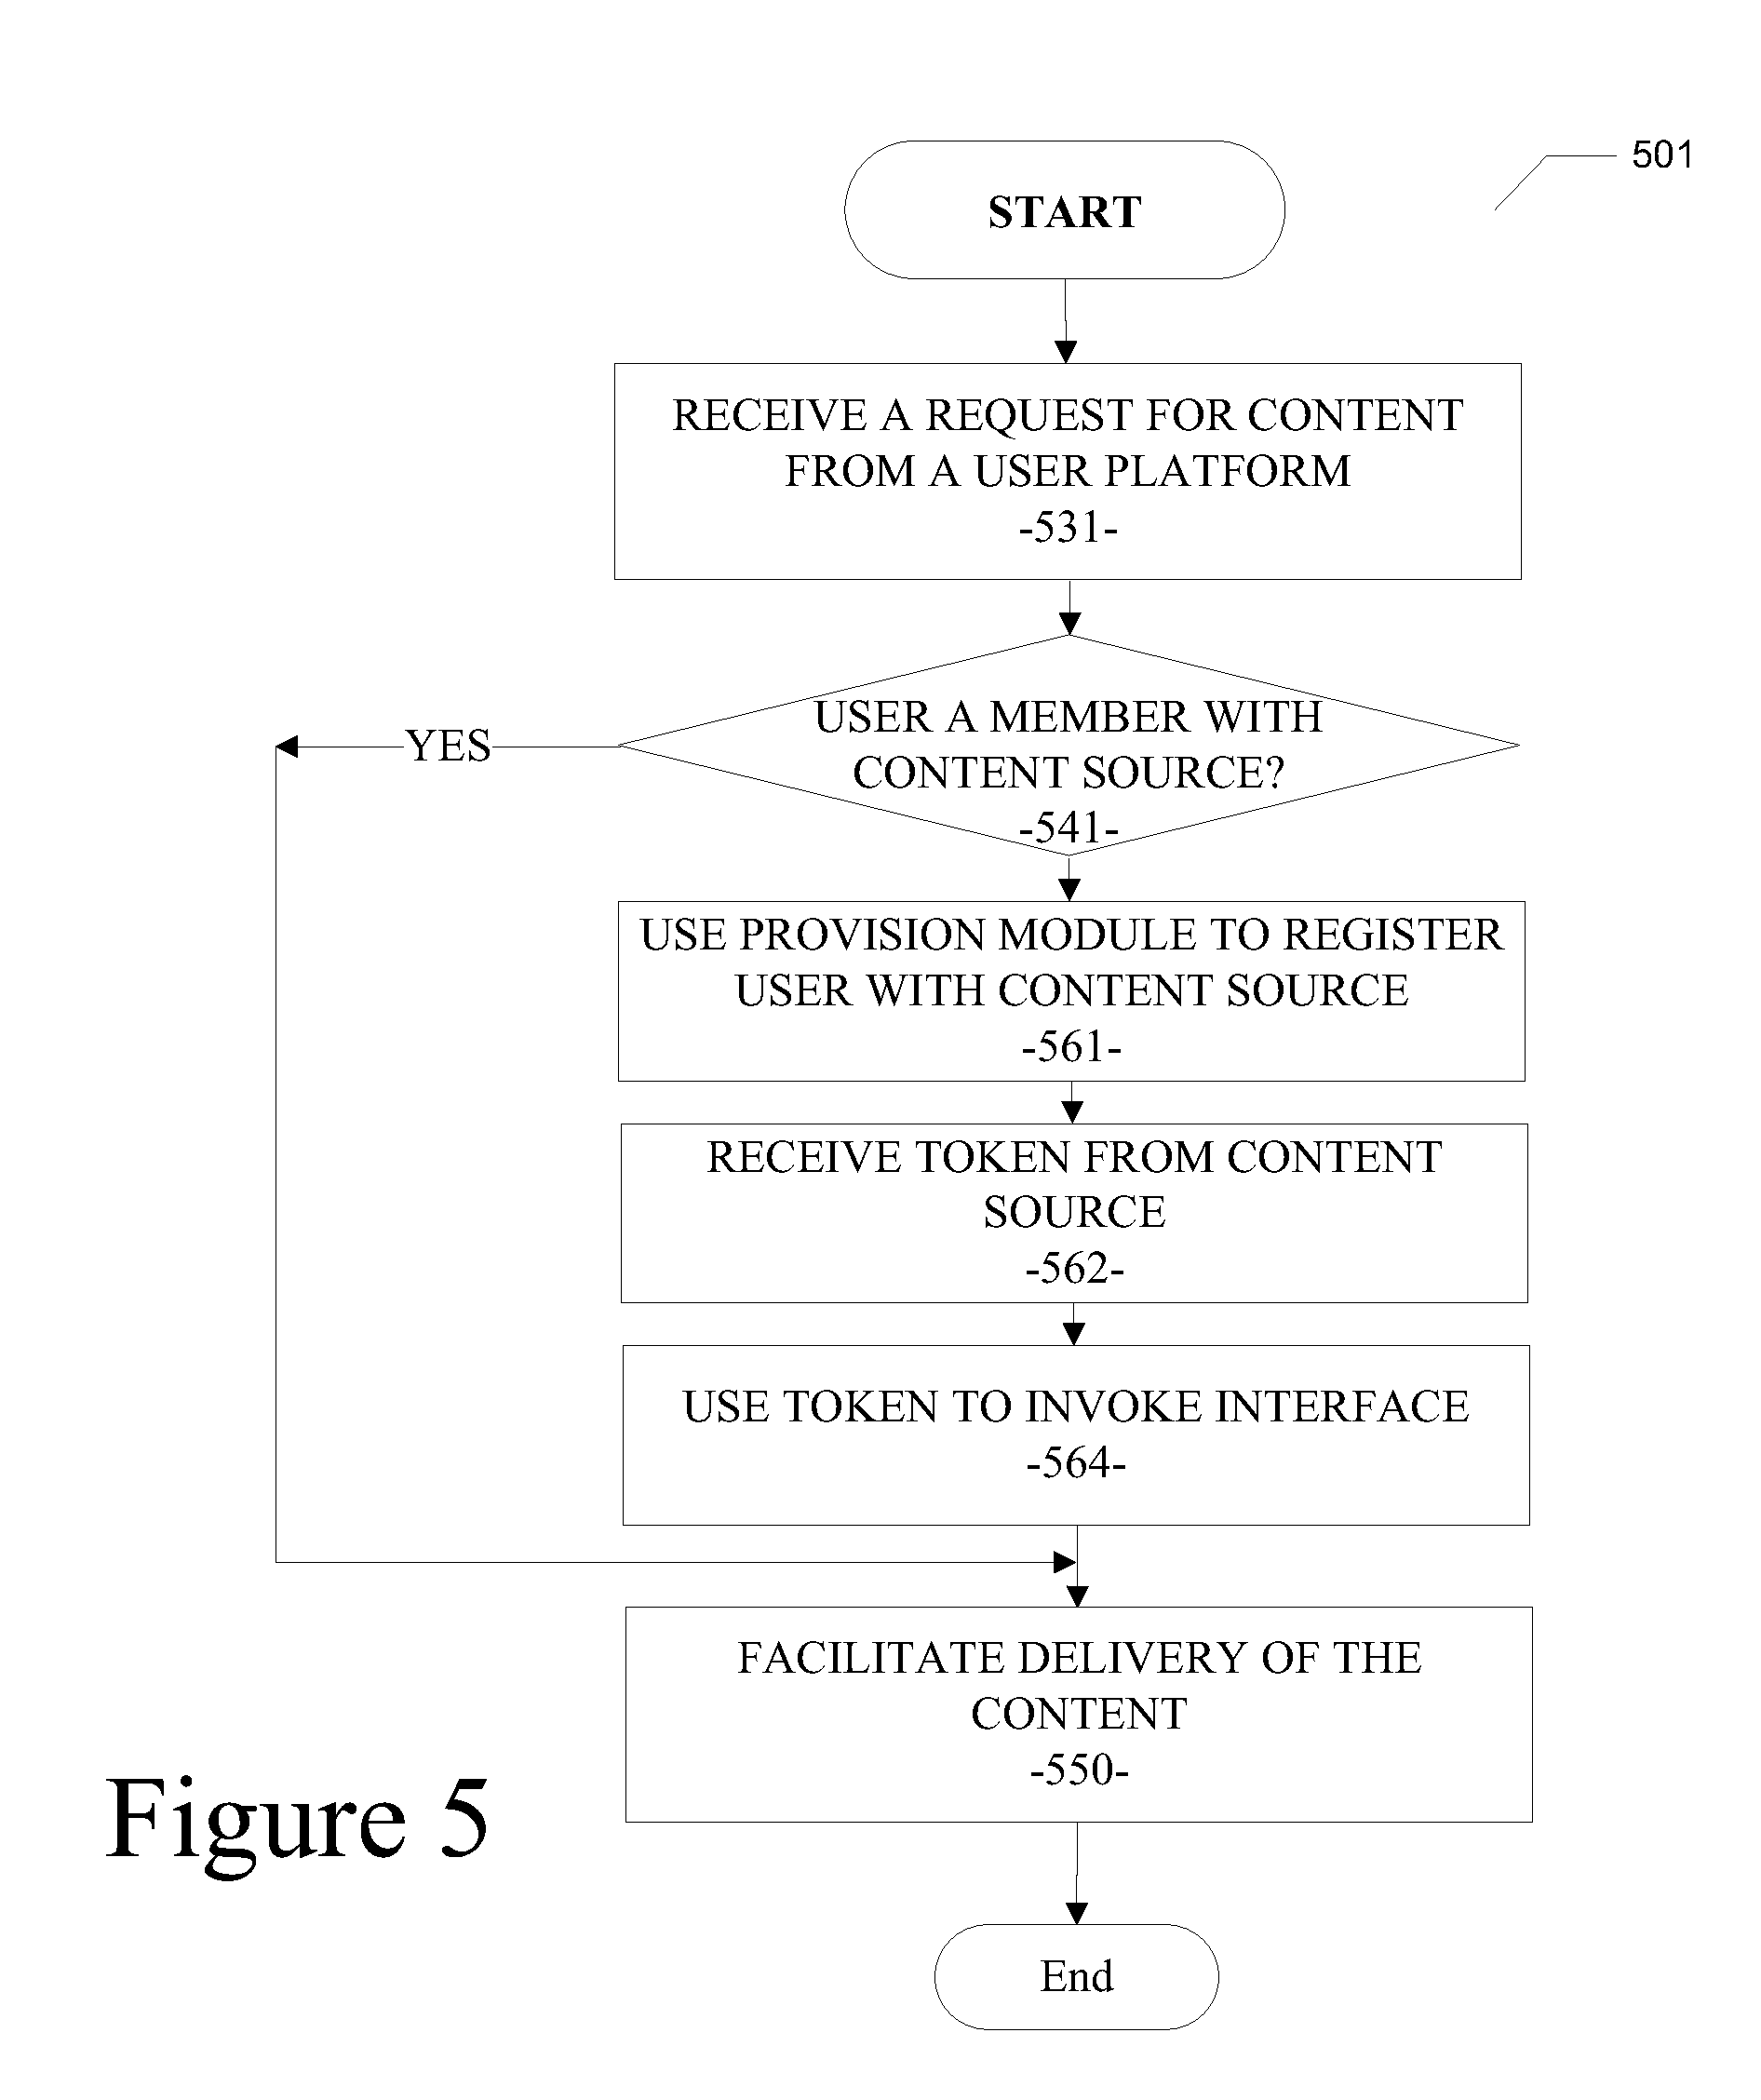 501
START
RECEIVE A REQUEST FOR CONTENT
FROM A USER PLATFORM
-531-
USER A MEMBER WITH
CONTENT SOURCE?
-541-
YES
USE PROVISION MODULE TO REGISTER
USER WITH CONTENT SOURCE
-561-
RECEIVE TOKEN FROM CONTENT
SOURCE
-562-
USE TOKEN TO INVOKE INTERFACE
-564-
FACILITATE DELIVERY OF THE
CONTENT
-550-
End
Figure 5